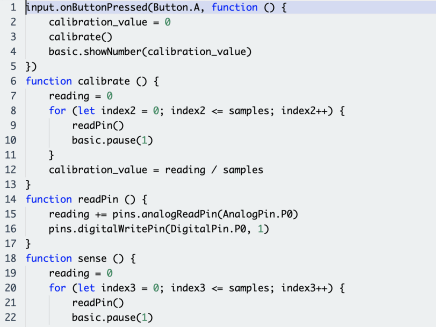 1 input.onButtonPressed(Button.A, function () {
2     calibration_value = 0
3     calibrate()
4     basic.showNumber(calibration_value)
5 })
6 function calibrate () {
7     reading = 0
8     for (let index2 = 0; index2 <= samples; index2++) {
9         readPin()
10         basic.pause(1)
11     }
12     calibration_value = reading / samples
13 }
14 function readPin () {
15     reading += pins.analogReadPin(AnalogPin.P0)
16     pins.digitalWritePin(DigitalPin.P0, 1)
17 }
18 function sense () {
19     reading = 0
20     for (let index3 = 0; index3 <= samples; index3++) {
21         readPin()
22         basic.pause(1)